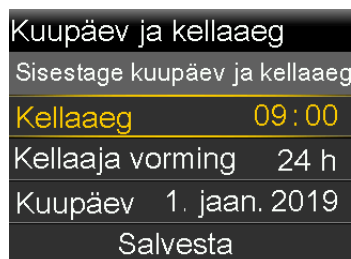 Kuupäev ja kellaaeg
Sisestage kuupäev ja kellaaeg
Kellaaeg 09:00
Kellaaja vorming 24 h
Kuupäev 1. jaan. 2019
Salvesta